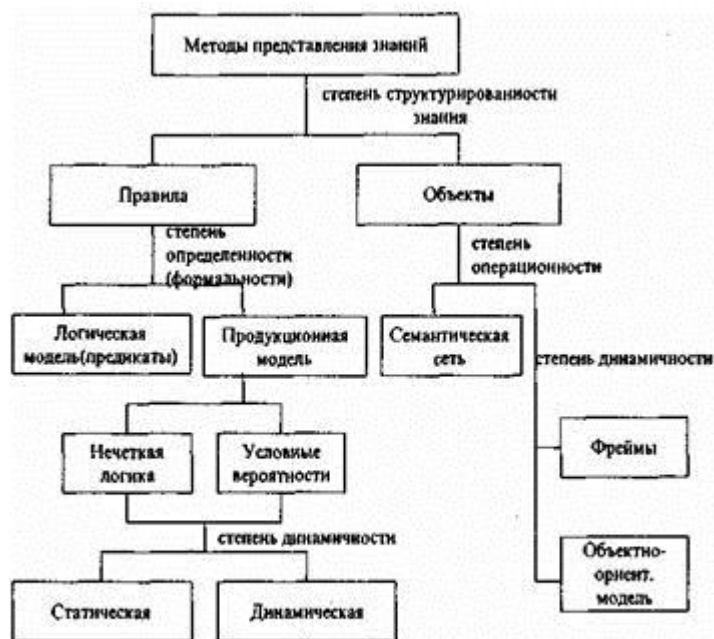 Методы представления знаний
степень структурированности
знания
Правила
Объекты
степень
определенности
(формальности)
степень
операционности
Логическая
модель(предикаты)
Продукционная
модель
Семантическая
сеть
степень динамичности
Нечеткая
логика
Условные
вероятности
Фреймы
степень динамичности
Объектно-
ориент.
модель
Статическая
Динамическая